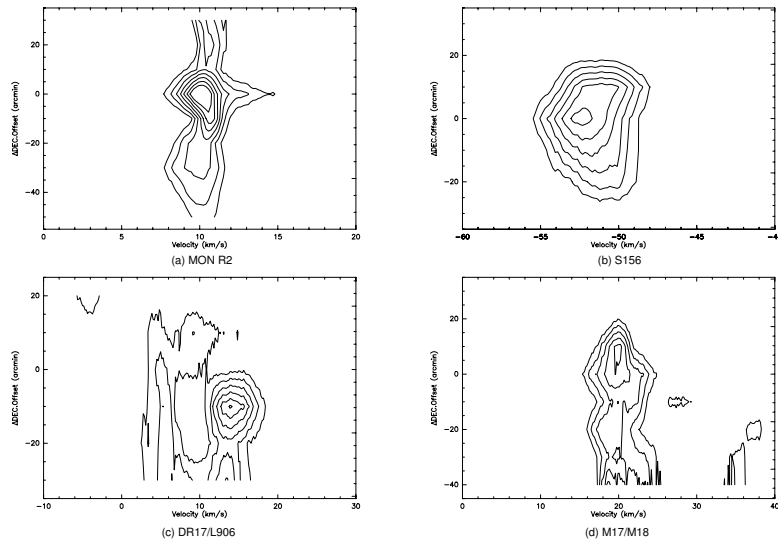 20
0
−20
−40
ΔDEC.Offset (arcmin)
0
5
10
15
20
Velocity (km/s)
(a) MON R2
20
0
−20
ΔDEC.Offset (arcmin)
−60
−55
−50
−45
−4
Velocity (km/s)
(b) S156
20
0
−20
ΔDEC.Offset (arcmin)
−10
0
10
20
30
Velocity (km/s)
(c) DR17/L906
20
0
−20
−40
ΔDEC.Offset (arcmin)
0
10
20
30
40
Velocity (km/s)
(d) M17/M18